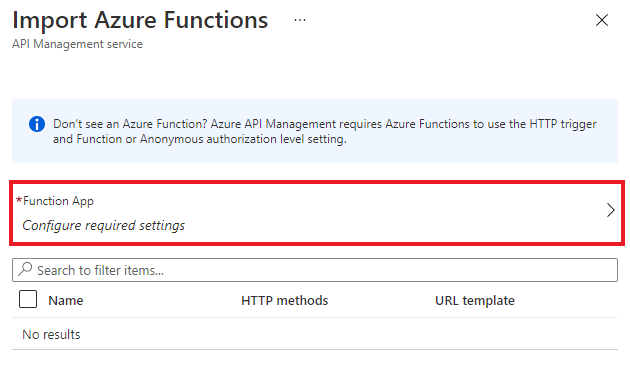 Import Azure Functions ...
API Management service
Don't see an Azure Function? Azure API Management requires Azure Functions to use the HTTP trigger
and Function or Anonymous authorization level setting.
*Function App
Configure required settings
Search to filter items...
Name HTTP methods URL template
No results